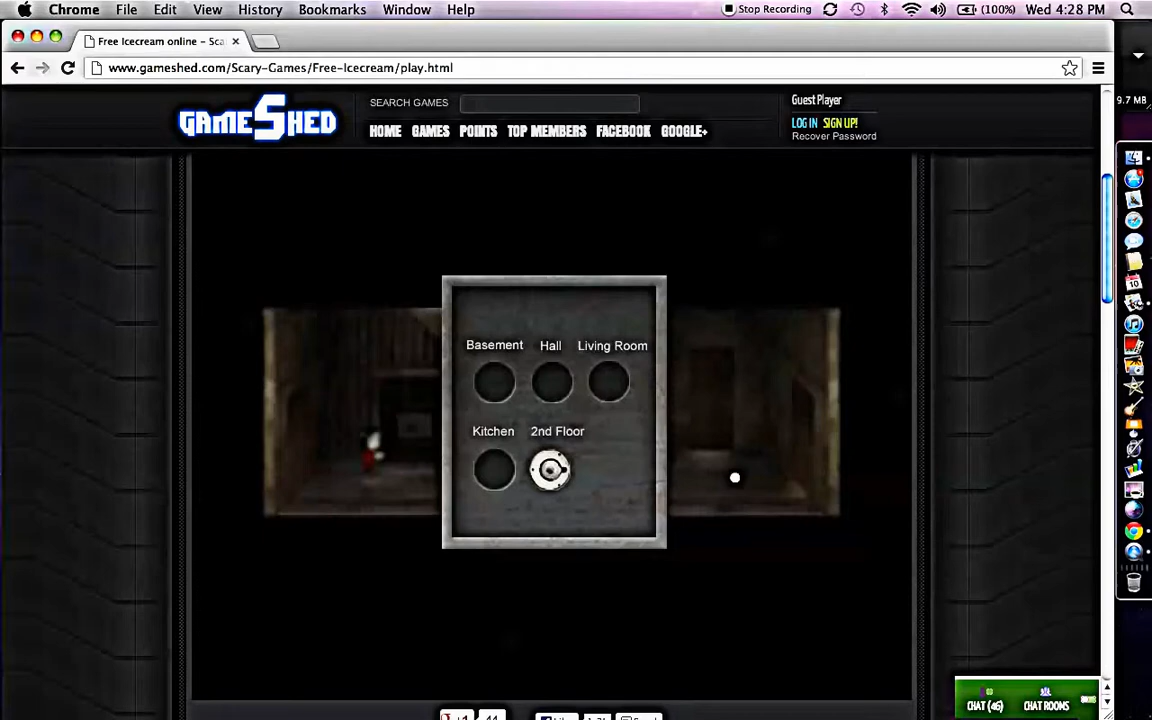 Chrome File Edit View History Bookmarks Window Help Stop Recording (100%) Wed 4:28 PM
Free Icecream online – Sca
www.gameshed.com/Scary-Games/Free-Icecream/play.html
9.7 MB
GAMESHED
SEARCH GAMES
Guest Player
HOME GAMES POINTS TOP MEMBERS FACEBOOK GOOGLE+
LOG IN SIGN UP!
Recover Password
Basement Hall Living Room
Kitchen 2nd Floor
CHAT (46) CHAT ROOMS